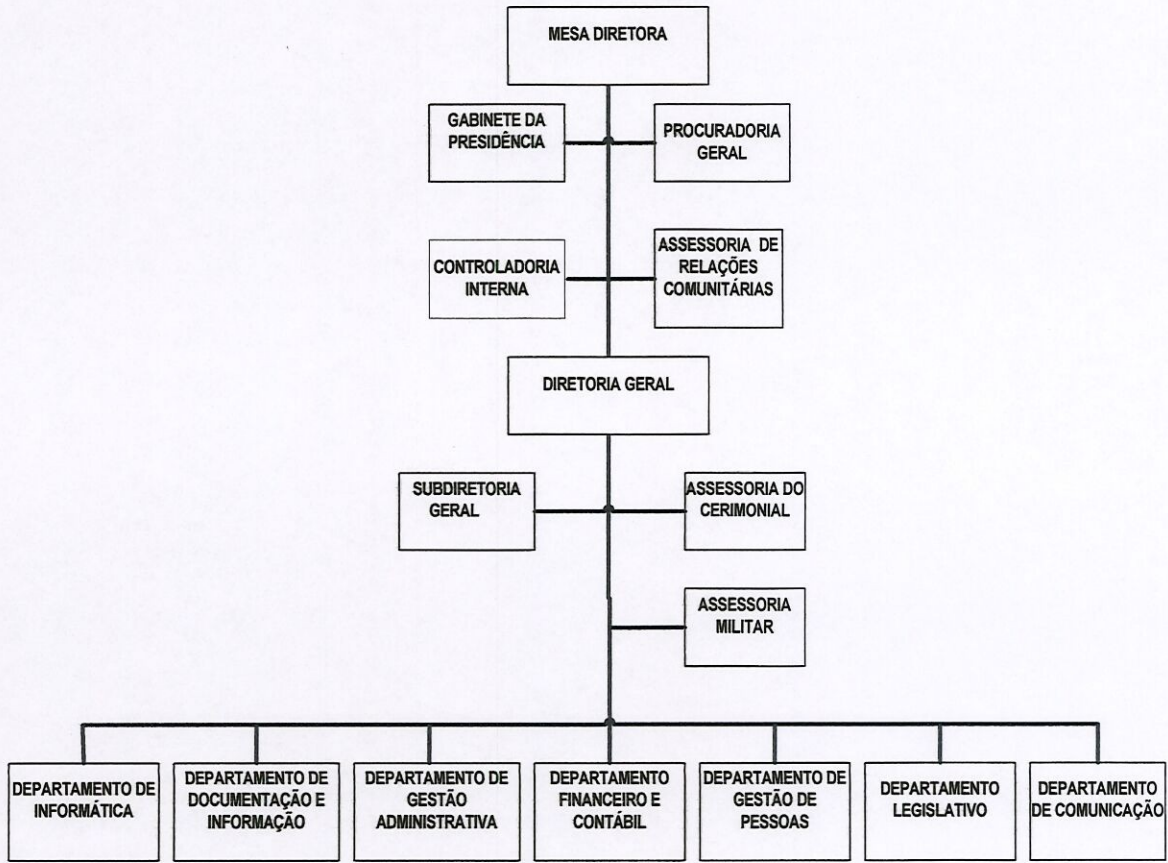 MESA DIRETORA
GABINETE DA
PRESIDÊNCIA
PROCURADORIA
GERAL
CONTROLADORIA
INTERNA
ASSESSORIA DE
RELAÇÕES
COMUNITÁRIAS
DIRETORIA GERAL
SUBDIRETORIA
GERAL
ASSESSORIA DO
CERIMONIAL
ASSESSORIA
MILITAR
DEPARTAMENTO DE
INFORMÁTICA
DEPARTAMENTO DE
DOCUMENTAÇÃO E
INFORMAÇÃO
DEPARTAMENTO DE
GESTÃO
ADMINISTRATIVA
DEPARTAMENTO
FINANCEIRO E
CONTÁBIL
DEPARTAMENTO DE
GESTÃO DE
PESSOAS
DEPARTAMENTO
LEGISLATIVO
DEPARTAMENTO
DE COMUNICAÇÃO